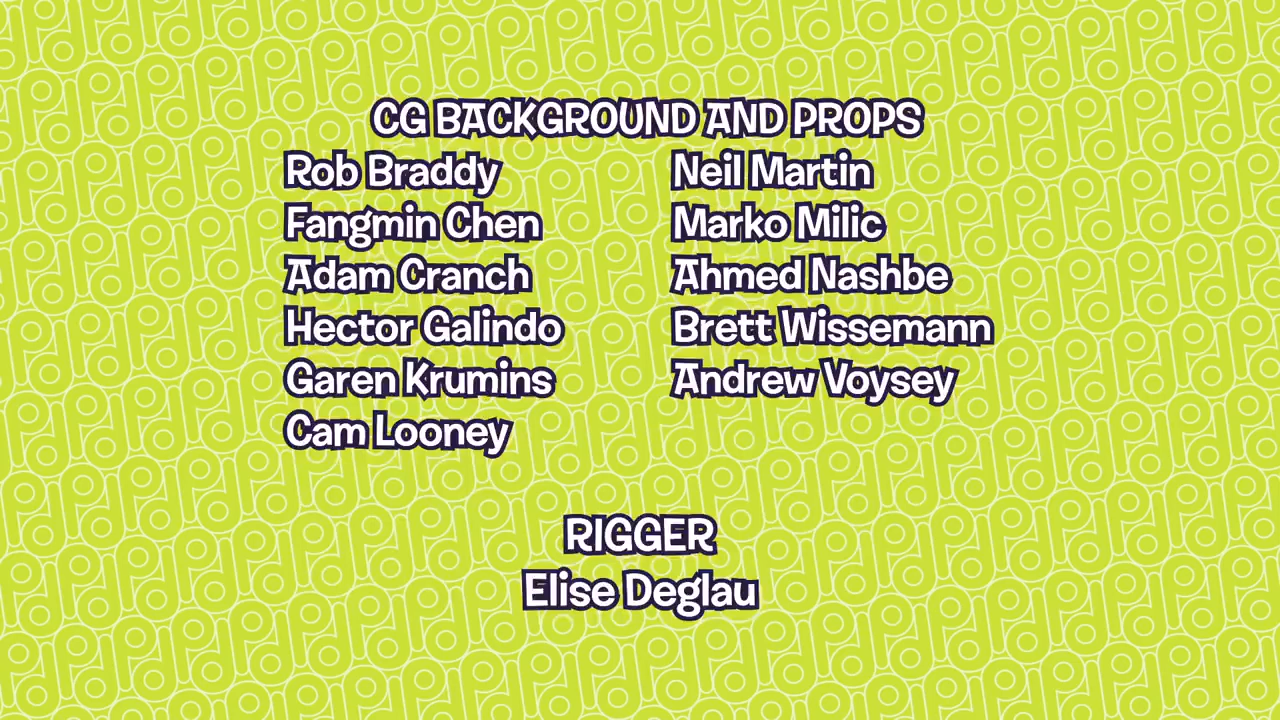 CG BACKGROUND AND PROPS
Rob Braddy
Fangmin Chen
Adam Cranch
Hector Galindo
Garen Krumins
Cam Looney
Neil Martin
Marko Milic
Ahmed Nashbe
Brett Wissemann
Andrew Voysey
RIGGER
Elise Deglau